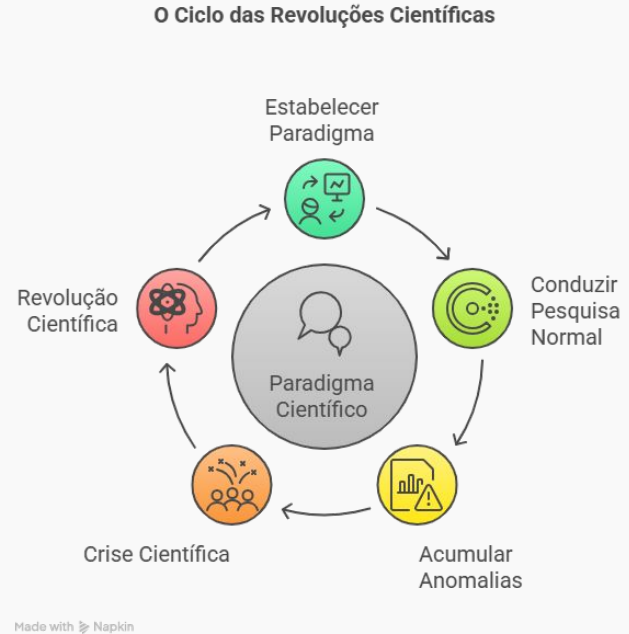 O Ciclo das Revoluções Científicas
Estabelecer
Paradigma
Conduzir
Pesquisa
Normal
Acumular
Anomalias
Crise Científica
Revolução
Científica
Paradigma
Científico
Made with Napkin